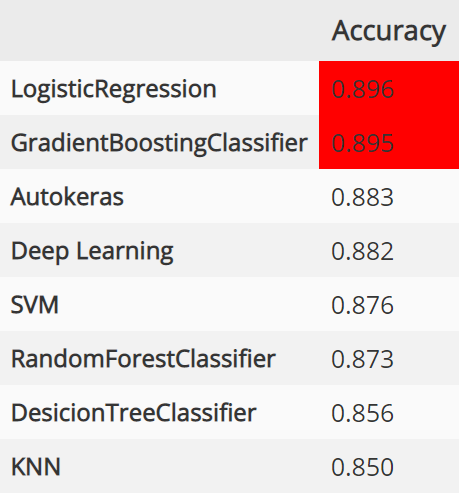 Accuracy
LogisticRegression 0.896
GradientBoostingClassifier 0.895
Autokeras 0.883
Deep Learning 0.882
SVM 0.876
RandomForestClassifier 0.873
DesicionTreeClassifier 0.856
KNN 0.850